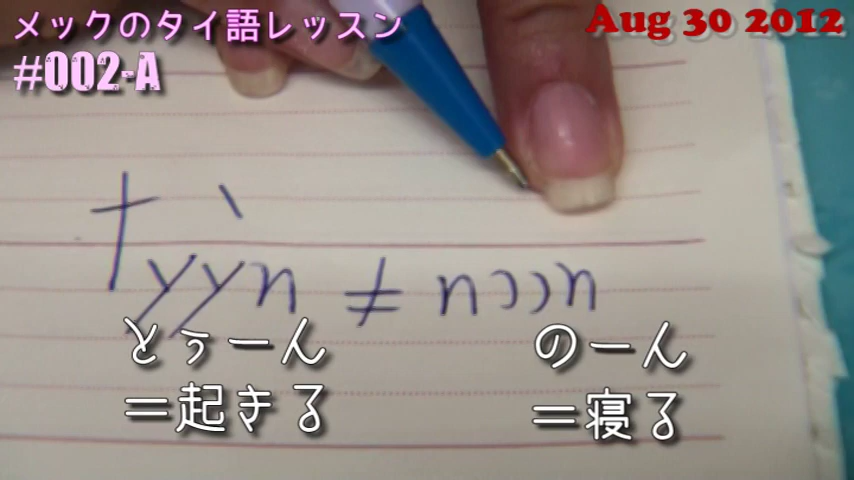 メックのタイ語レッスン
Aug 30 2012
#002-A
tyỳn ≠ nɔɔn
とぅーん
のーん
=起きる
=寝る